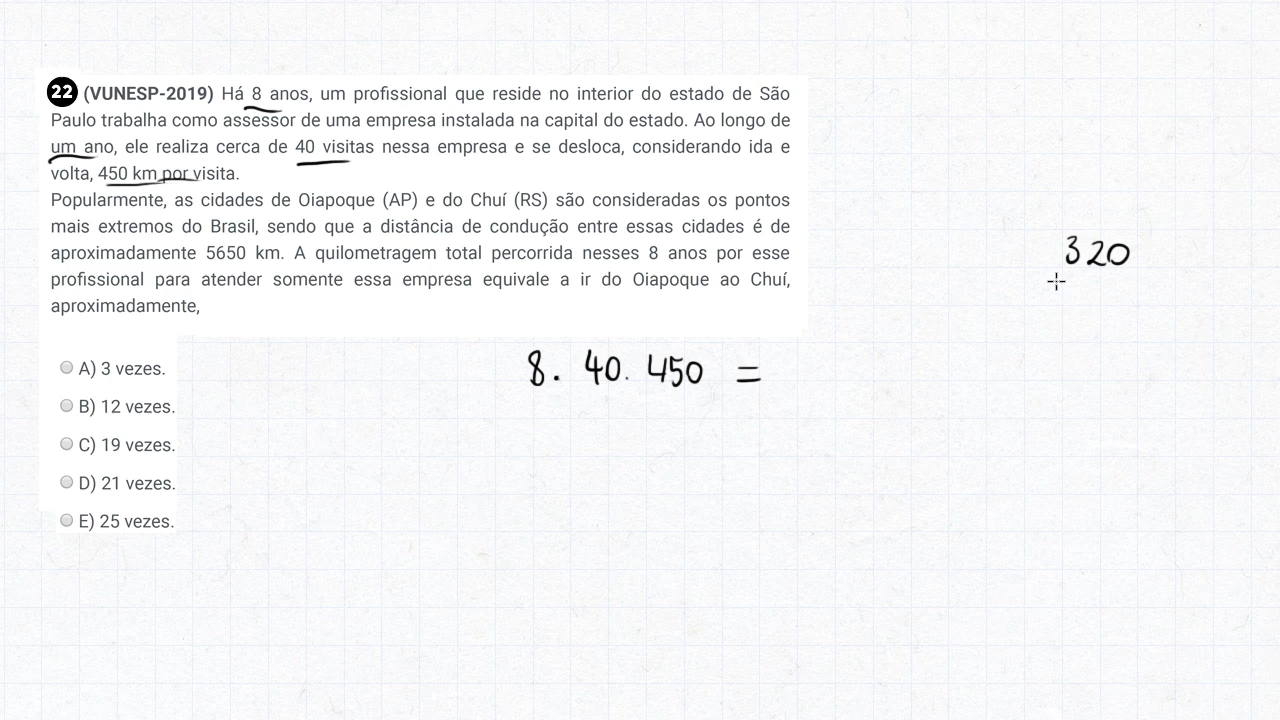 22 (VUNESP-2019) Há 8 anos, um profissional que reside no interior do estado de São
Paulo trabalha como assessor de uma empresa instalada na capital do estado. Ao longo de
um ano, ele realiza cerca de 40 visitas nessa empresa e se desloca, considerando ida e
volta, 450 km por visita.
Popularmente, as cidades de Oiapoque (AP) e do Chuí (RS) são consideradas os pontos
mais extremos do Brasil, sendo que a distância de condução entre essas cidades é de
aproximadamente 5650 km. A quilometragem total percorrida nesses 8 anos por esse
profissional para atender somente essa empresa equivale a ir do Oiapoque ao Chuí,
aproximadamente,
320
8. 40. 450 =
A) 3 vezes.
B) 12 vezes.
C) 19 vezes.
D) 21 vezes.
E) 25 vezes.